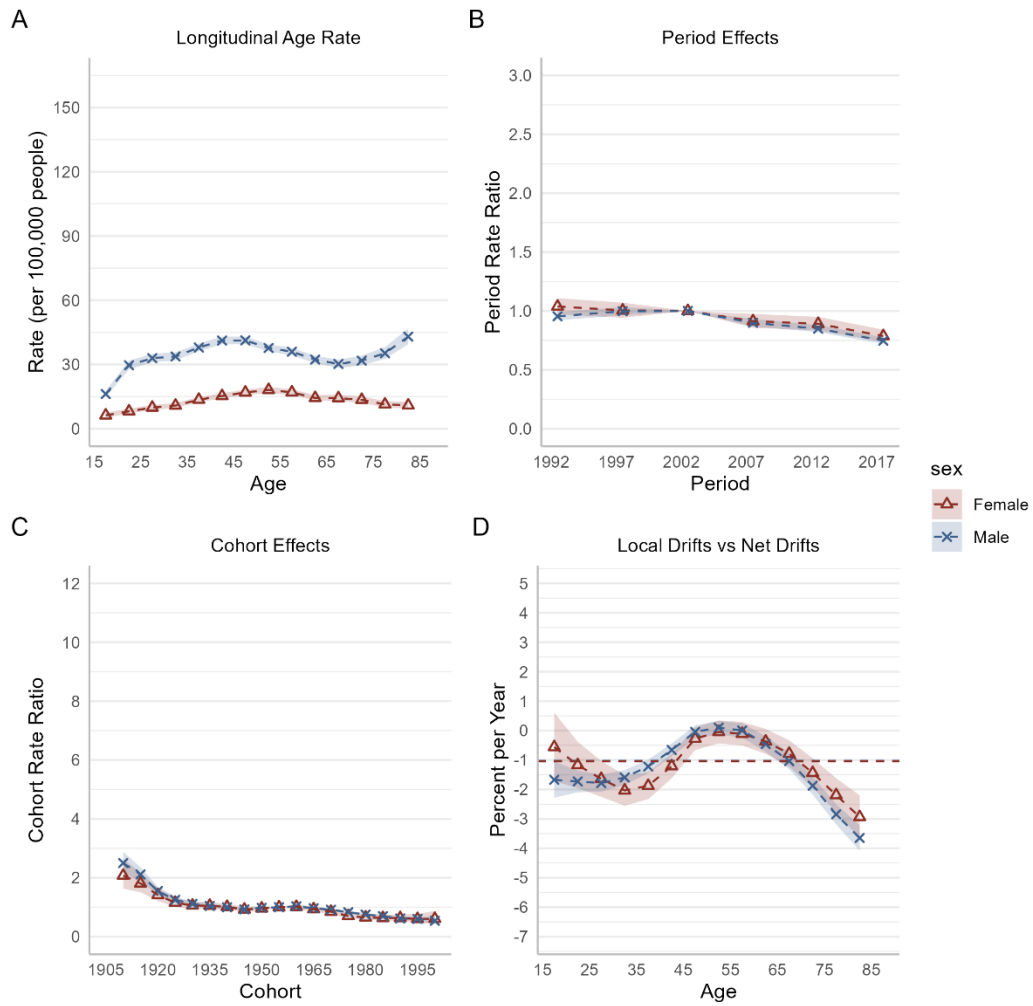 A
Longitudinal Age Rate
Rate (per 100,000 people)
150
120
90
60
30
0
15 25 35 45 55 65 75 85
Age
B
Period Effects
Period Rate Ratio
3.0
2.5
2.0
1.5
1.0
0.5
0.0
1992 1997 2002 2007 2012 2017
Period
sex
Female
Male
C
Cohort Effects
Cohort Rate Ratio
12
10
8
6
4
2
0
1905 1920 1935 1950 1965 1980 1995
Cohort
D
Local Drifts vs Net Drifts
Percent per Year
5
4
3
2
1
0
-1
-2
-3
-4
-5
-6
-7
15 25 35 45 55 65 75 85
Age